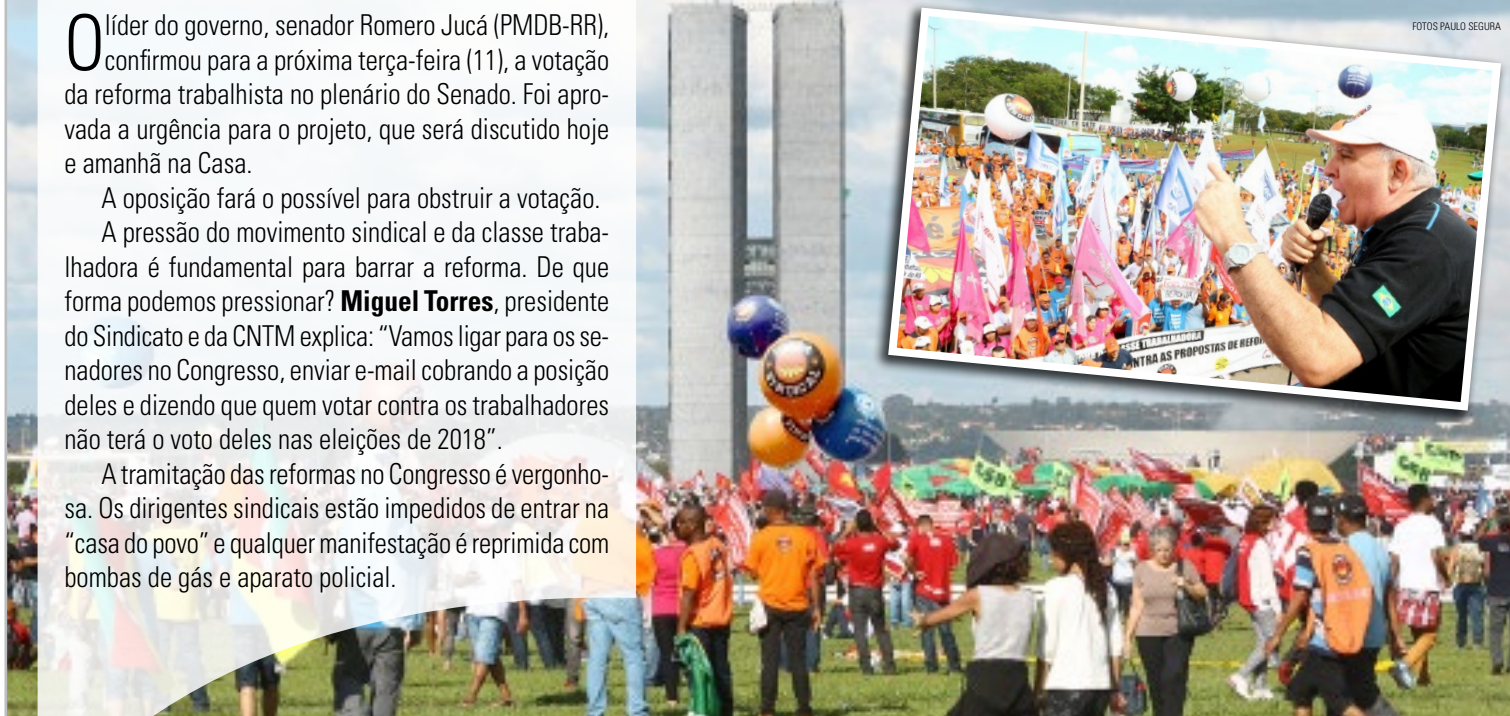 O líder do governo, senador Romero Jucá (PMDB-RR),
confirmou para a próxima terça-feira (11), a votação
da reforma trabalhista no plenário do Senado. Foi apro-
vada a urgência para o projeto, que será discutido hoje
e amanhã na Casa.
A oposição fará o possível para obstruir a votação.
A pressão do movimento sindical e da classe traba-
lhadora é fundamental para barrar a reforma. De que
forma podemos pressionar? Miguel Torres, presidente
do Sindicato e da CNTM explica: “Vamos ligar para os se-
nadores no Congresso, enviar e-mail cobrando a posição
deles e dizendo que quem votar contra os trabalhadores
não terá o voto deles nas eleições de 2018”.
A tramitação das reformas no Congresso é vergonho-
sa. Os dirigentes sindicais estão impedidos de entrar na
“casa do povo” e qualquer manifestação é reprimida com
bombas de gás e aparato policial.
FOTOS PAULO SEGURA
CLASSE TRABALHADORA
CONTRA AS PROPOSTAS DE